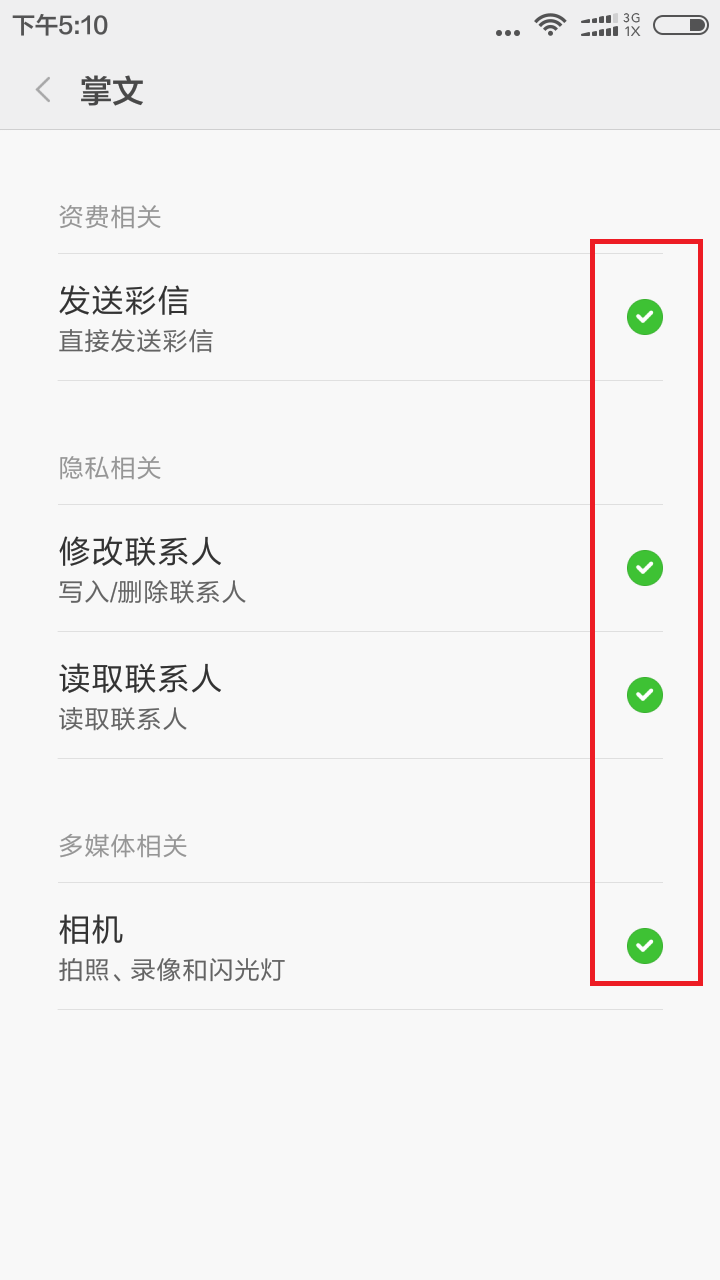 下午5:10
3G
1X
掌文
资费相关
发送彩信
直接发送彩信
隐私相关
修改联系人
写入/删除联系人
读取联系人
读取联系人
多媒体相关
相机
拍照、录像和闪光灯